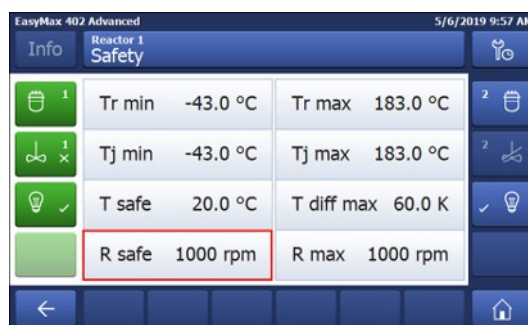 EasyMax 402 Advanced 5/6/2019 9:57 AM
Info Reactor 1
Safety
1 Tr min -43.0 °C Tr max 183.0 °C 2
1 Tj min -43.0 °C Tj max 183.0 °C 2
T safe 20.0 °C T diff max 60.0 K
R safe 1000 rpm R max 1000 rpm